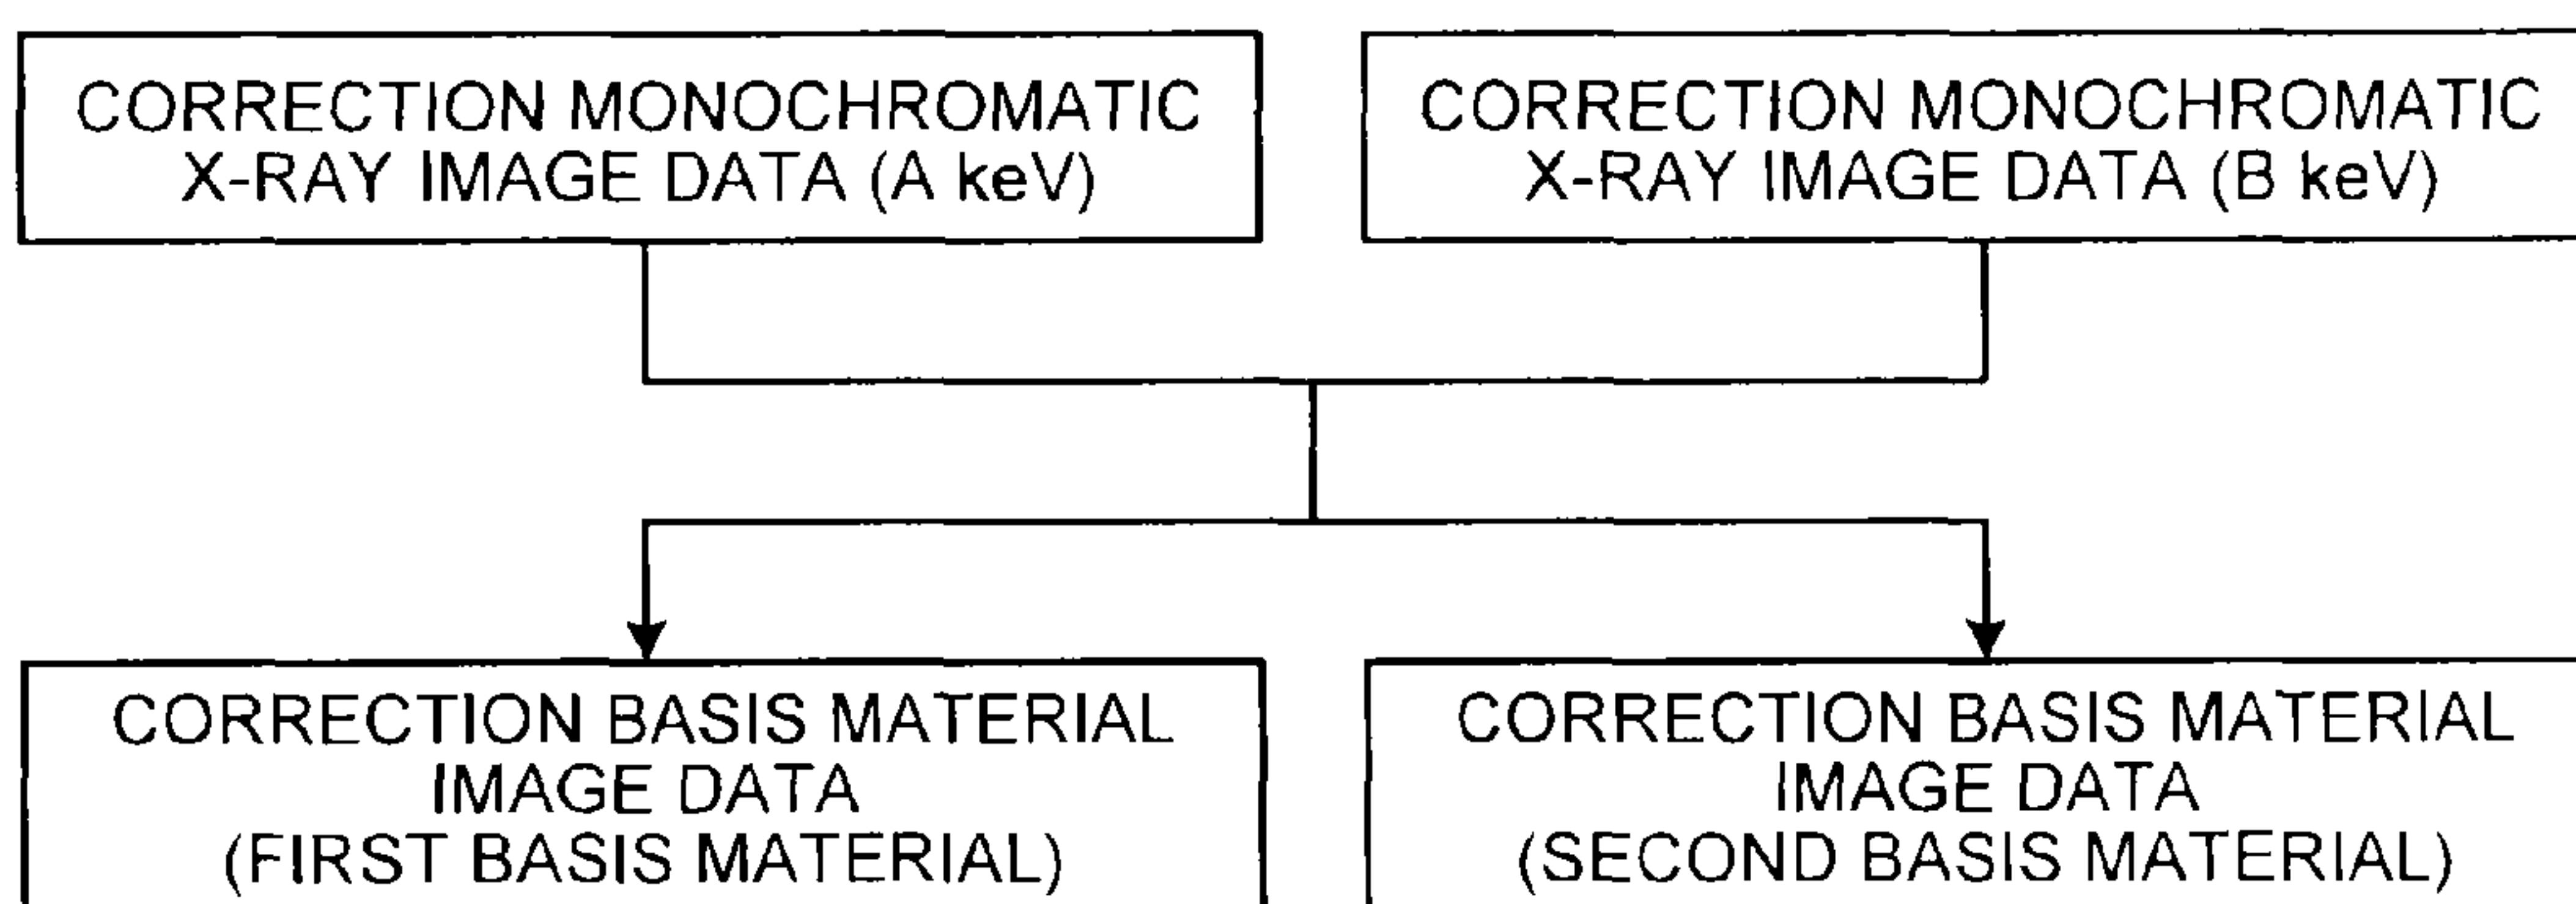 CORRECTION MONOCHROMATIC
X-RAY IMAGE DATA (A keV)
CORRECTION MONOCHROMATIC
X-RAY IMAGE DATA (B keV)
CORRECTION BASIS MATERIAL
IMAGE DATA
(FIRST BASIS MATERIAL)
CORRECTION BASIS MATERIAL
IMAGE DATA
(SECOND BASIS MATERIAL)